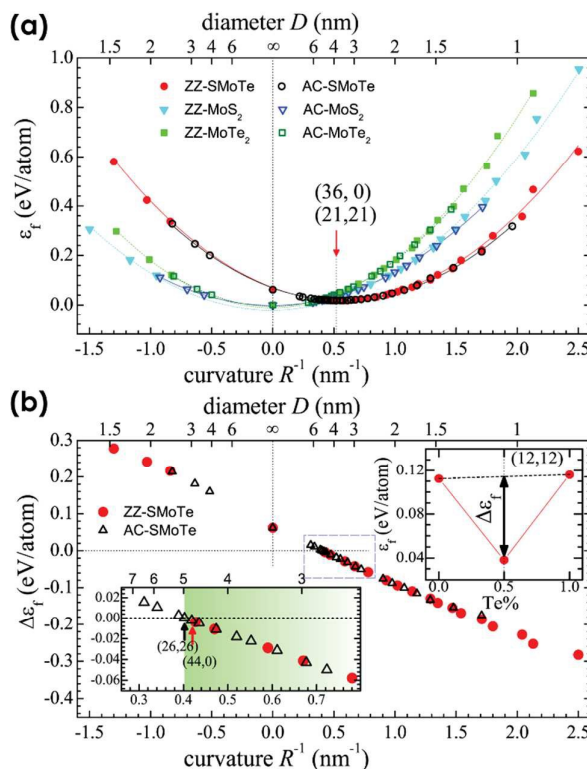 (a)
diameter D (nm)
1.5 2 3 4 6 ∞ 6 5 4 3 2 1.5 1
1.0
0.8
0.6
0.4
0.2
0.0
εf (eV/atom)
ZZ-SMoTe AC-SMoTe
ZZ-MoS2 AC-MoS2
ZZ-MoTe2 AC-MoTe2
(36, 0)
(21,21)
-1.5 -1.0 -0.5 0.0 0.5 1.0 1.5 2.0 2.5
curvature R-1 (nm-1)
(b)
diameter D (nm)
1.5 2 3 4 6 ∞ 6 5 4 3 2 1.5 1
0.3
0.2
0.1
0.0
-0.1
-0.2
-0.3
-0.4
Δεf (eV/atom)
ZZ-SMoTe
AC-SMoTe
(12,12)
0.12
0.08
0.04
εf (eV/atom)
Δεf
0.0 0.5 1.0
Te%
7 6 5 4 3
0.02
0.00
-0.02
-0.04
-0.06
(26,26)
(44,0)
0.3 0.4 0.5 0.6 0.7
-1.5 -1.0 -0.5 0.0 0.5 1.0 1.5 2.0 2.5
curvature R-1 (nm-1)